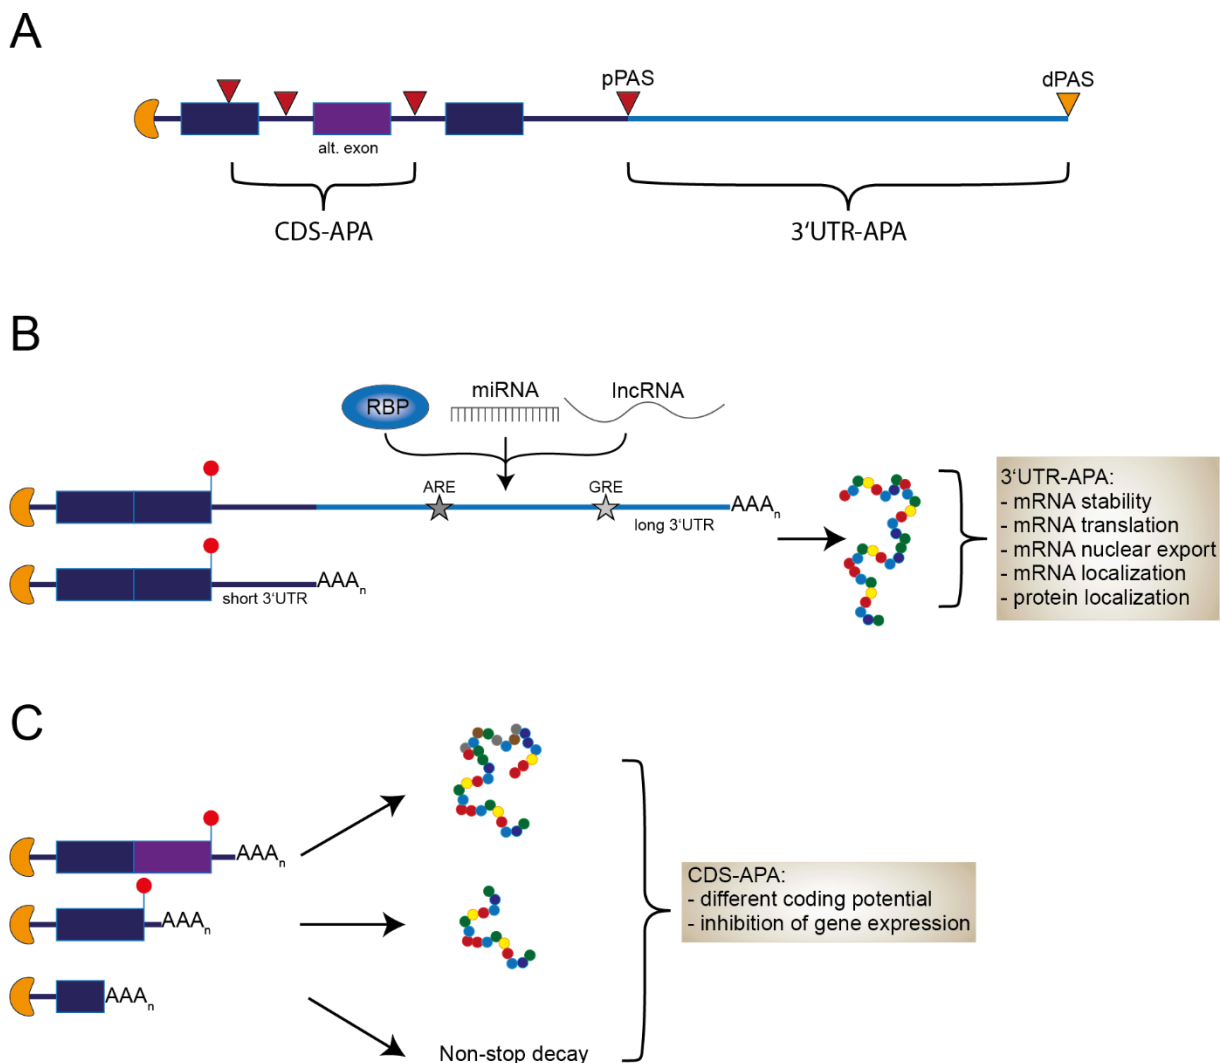 A
pPAS
dPAS
alt. exon
CDS-APA
3‘UTR-APA
B
RBP
miRNA
lncRNA
ARE
GRE
AAAn
long 3‘UTR
AAAn
short 3‘UTR
3‘UTR-APA:
- mRNA stability
- mRNA translation
- mRNA nuclear export
- mRNA localization
- protein localization
C
AAAn
AAAn
AAAn
Non-stop decay
CDS-APA:
- different coding potential
- inhibition of gene expression